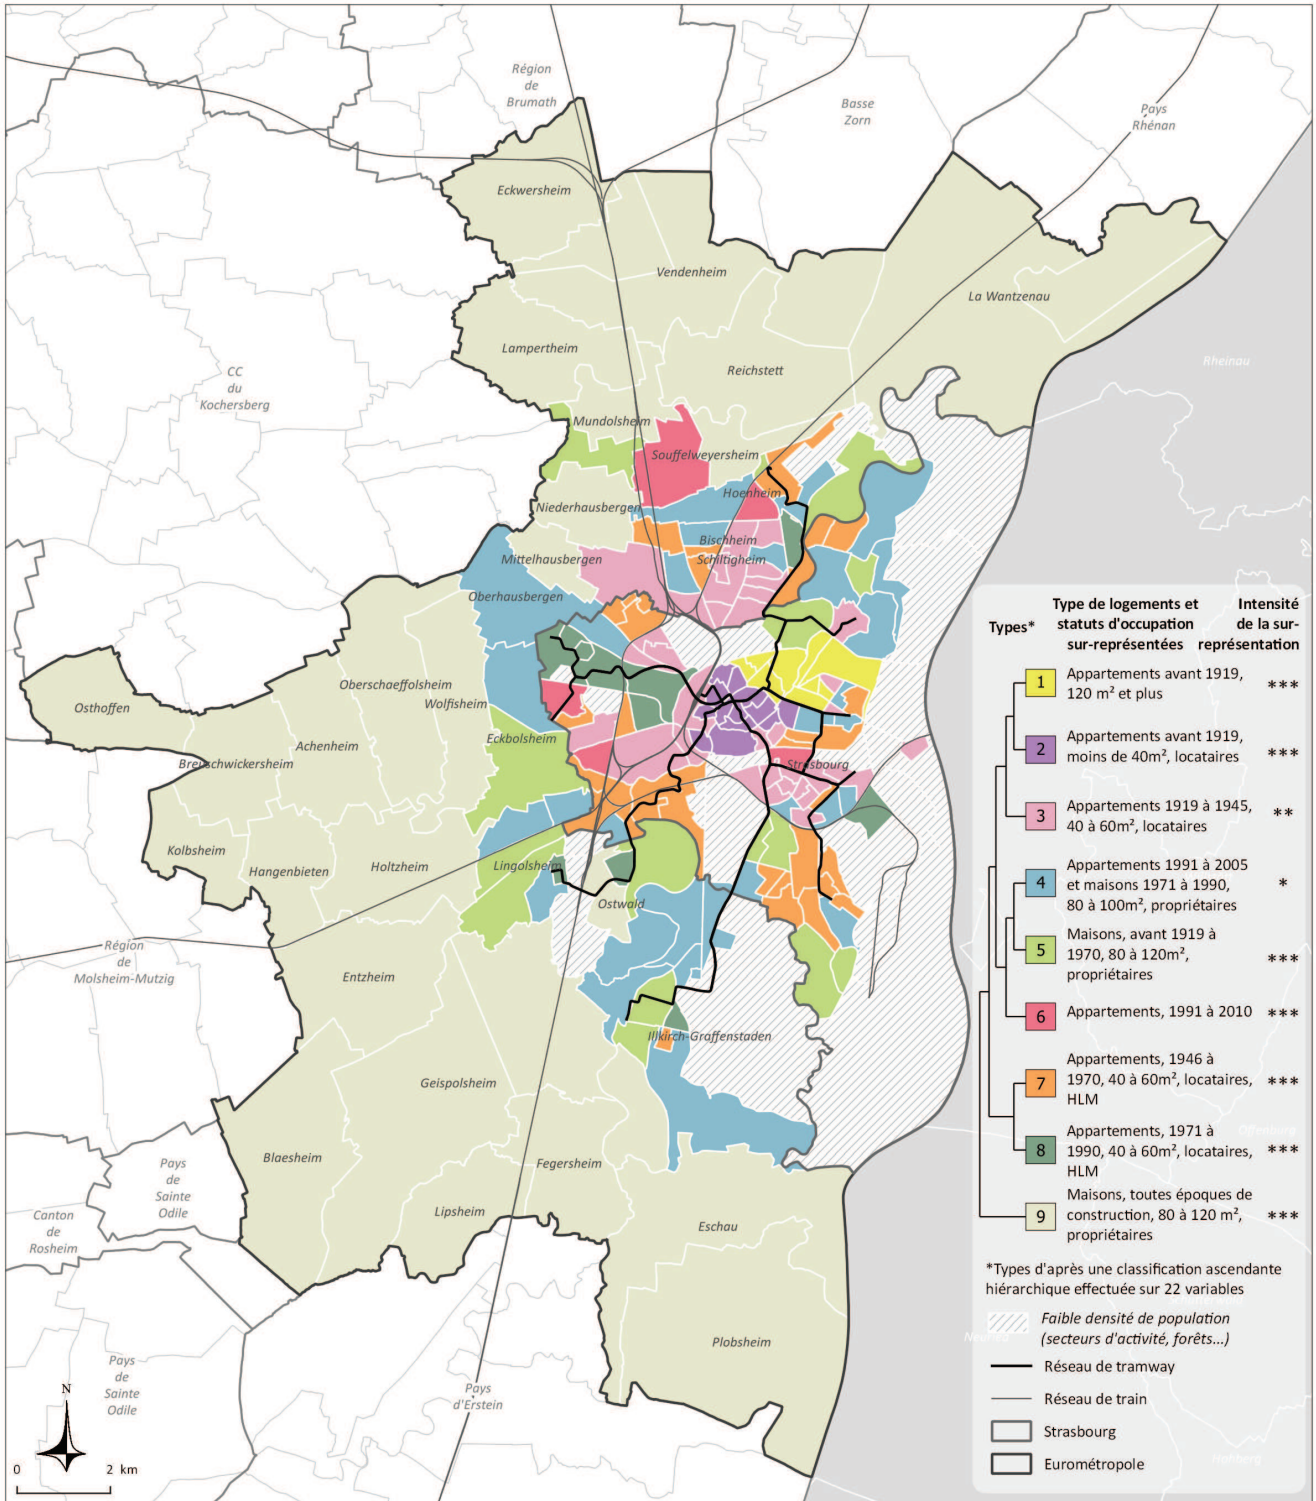 Région
de
Brumath
Basse
Zorn
Pays
Rhénan
Eckwersheim
Vendenheim
La Wantzenau
Lampertheim
Reichstett
Rheinau
CC
du
Kochersberg
Mundolsheim
Souffelweyersheim
Hoenheim
Niederhausbergen
Bischheim
Mittelhausbergen
Schiltigheim
Oberhausbergen
Oberschaeffolsheim
Wolfisheim
Osthoffen
Achenheim
Eckbolsheim
Breuschwickersheim
Strasbourg
Kolbsheim
Hangenbieten
Holtzheim
Lingolsheim
Ostwald
Région
de
Molsheim-Mutzig
Entzheim
Illkirch-Graffenstaden
Geispolsheim
Blaesheim
Fegersheim
Pays
de
Sainte
Odile
Lipsheim
Eschau
Canton
de
Rosheim
Plobsheim
Pays
de
Sainte
Odile
Pays
d'Erstein
N
0 2 km
Types*
Type de logements et
statuts d'occupation
sur-représentées
Intensité
de la sur-
représentation
1 Appartements avant 1919,
120 m² et plus ***
2 Appartements avant 1919,
moins de 40m², locataires ***
3 Appartements 1919 à 1945,
40 à 60m², locataires **
4 Appartements 1991 à 2005
et maisons 1971 à 1990,
80 à 100m², propriétaires *
5 Maisons, avant 1919 à
1970, 80 à 120m²,
propriétaires ***
6 Appartements, 1991 à 2010 ***
7 Appartements, 1946 à
1970, 40 à 60m², locataires,
HLM ***
8 Appartements, 1971 à
1990, 40 à 60m², locataires,
HLM ***
Offenburg
9 Maisons, toutes époques de
construction, 80 à 120 m²,
propriétaires ***
*Types d'après une classification ascendante
hiérarchique effectuée sur 22 variables
Faible densité de population
(secteurs d'activité, forêts...)
Réseau de tramway
Réseau de train
Strasbourg
Eurométropole
Hohberg